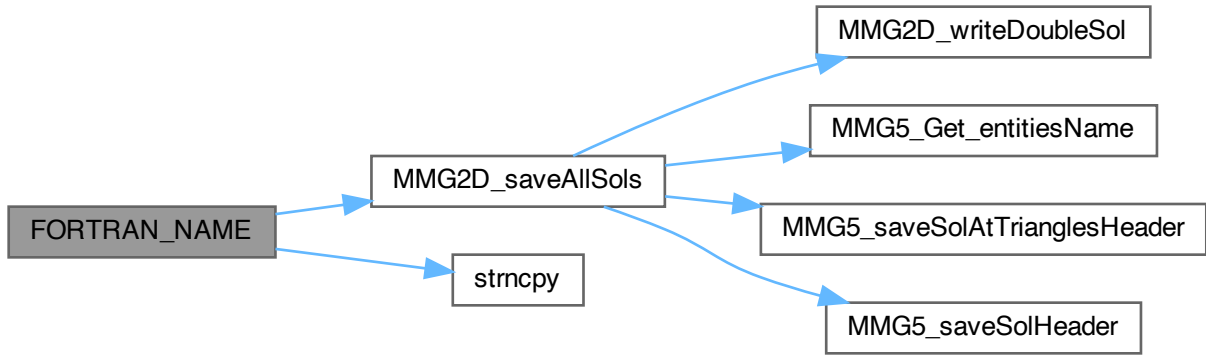 FORTRAN_NAME
MMG2D_saveAllSols
strncpy
MMG2D_writeDoubleSol
MMG5_Get_entitiesName
MMG5_saveSolAtTrianglesHeader
MMG5_saveSolHeader